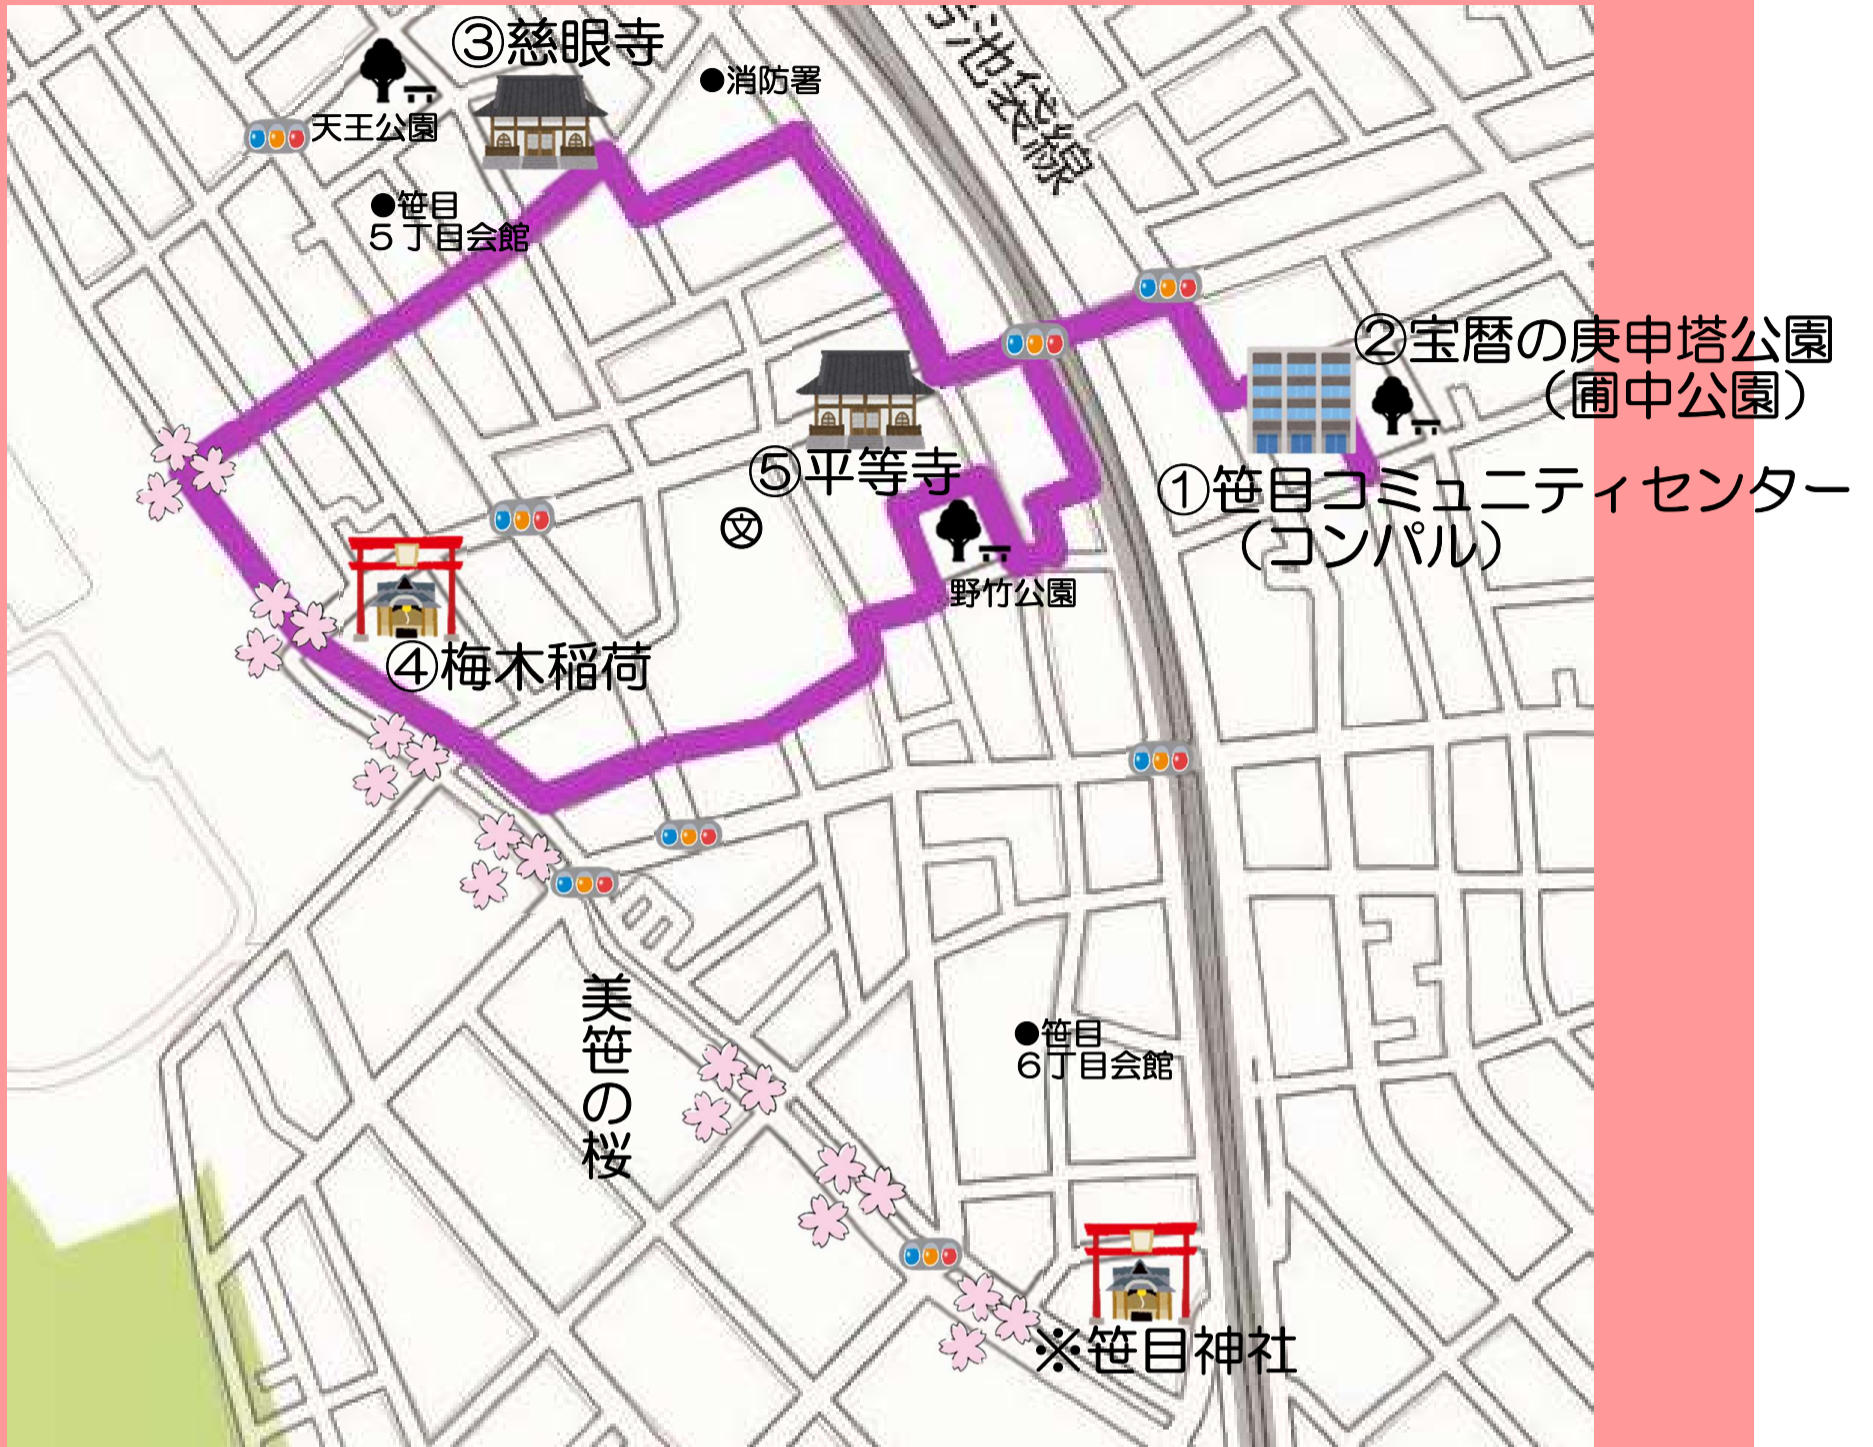 ③慈眼寺
●消防署
天王公園
●笹目
５丁目会館
池袋線
②宝暦の庚申塔公園
（圃中公園）
⑤平等寺
①笹目コミュニティセンター
（コンパル）
文
野竹公園
④梅木稲荷
美笹の桜
●笹目
６丁目会館
※笹目神社